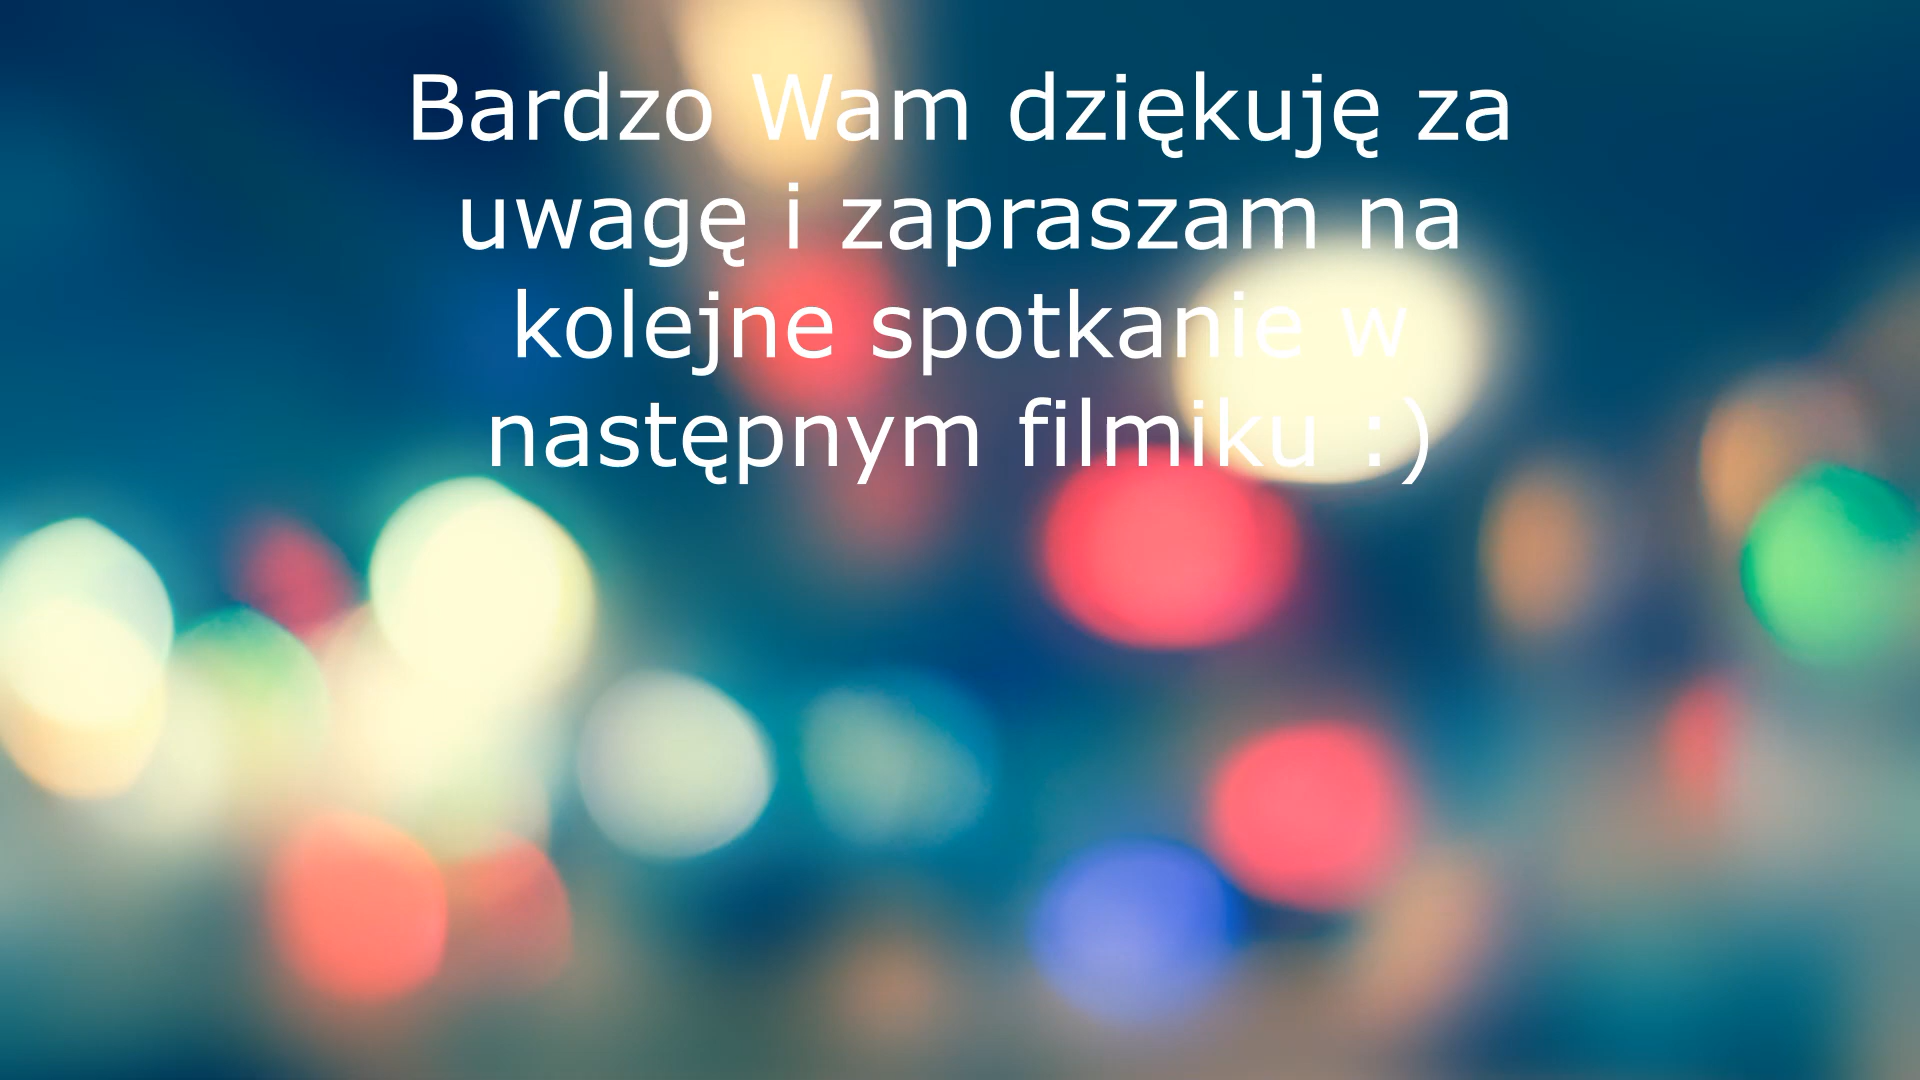 Bardzo Wam dziękuję za
uwagę i zapraszam na
kolejne spotkanie w
następnym filmiku :)